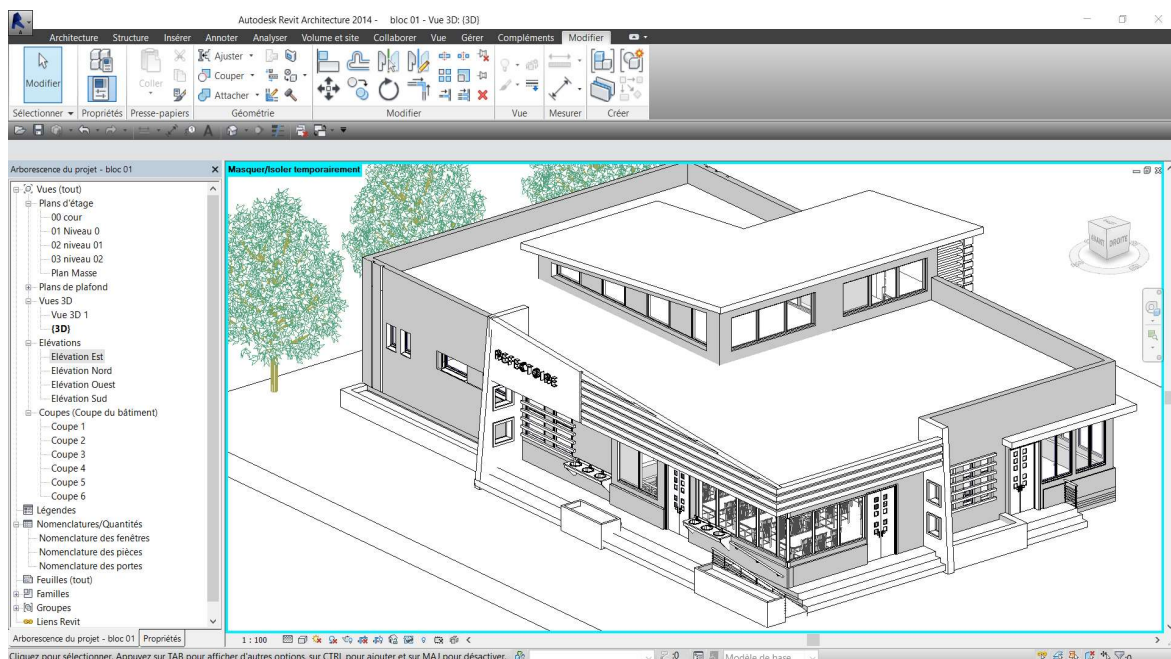 Autodesk Revit Architecture 2014 - bloc 01 - Vue 3D: {3D}
Architecture Structure Insérer Annoter Analyser Volume et site Collaborer Vue Gérer Compléments Modifier
Modifier
Coller
Ajuster
Couper
Attacher
Sélectionner Propriétés Presse-papiers Géométrie Modifier Vue Mesurer Créer
Arborescence du projet - bloc 01
Masquer/Isoler temporairement
Vues (tout)
Plans d'étage
00 cour
01 Niveau 0
02 niveau 01
03 niveau 02
Plan Masse
Plans de plafond
Vues 3D
Vue 3D 1
{3D}
Elévations
Elévation Est
Elévation Nord
Elévation Ouest
Elévation Sud
Coupes (Coupe du bâtiment)
Coupe 1
Coupe 2
Coupe 3
Coupe 4
Coupe 5
Coupe 6
Légendes
Nomenclatures/Quantités
Nomenclature des fenêtres
Nomenclature des pièces
Nomenclature des portes
Feuilles (tout)
Familles
Groupes
Liens Revit
REFECTOIRE
AVANT DROITE
Arborescence du projet - bloc 01 Propriétés
1 : 100
Cliquez pour sélectionner. Appuyez sur TAB pour afficher d'autres options, sur CTRL pour ajouter et sur MAJ pour désactiver.
:0
Modèle de base
:0